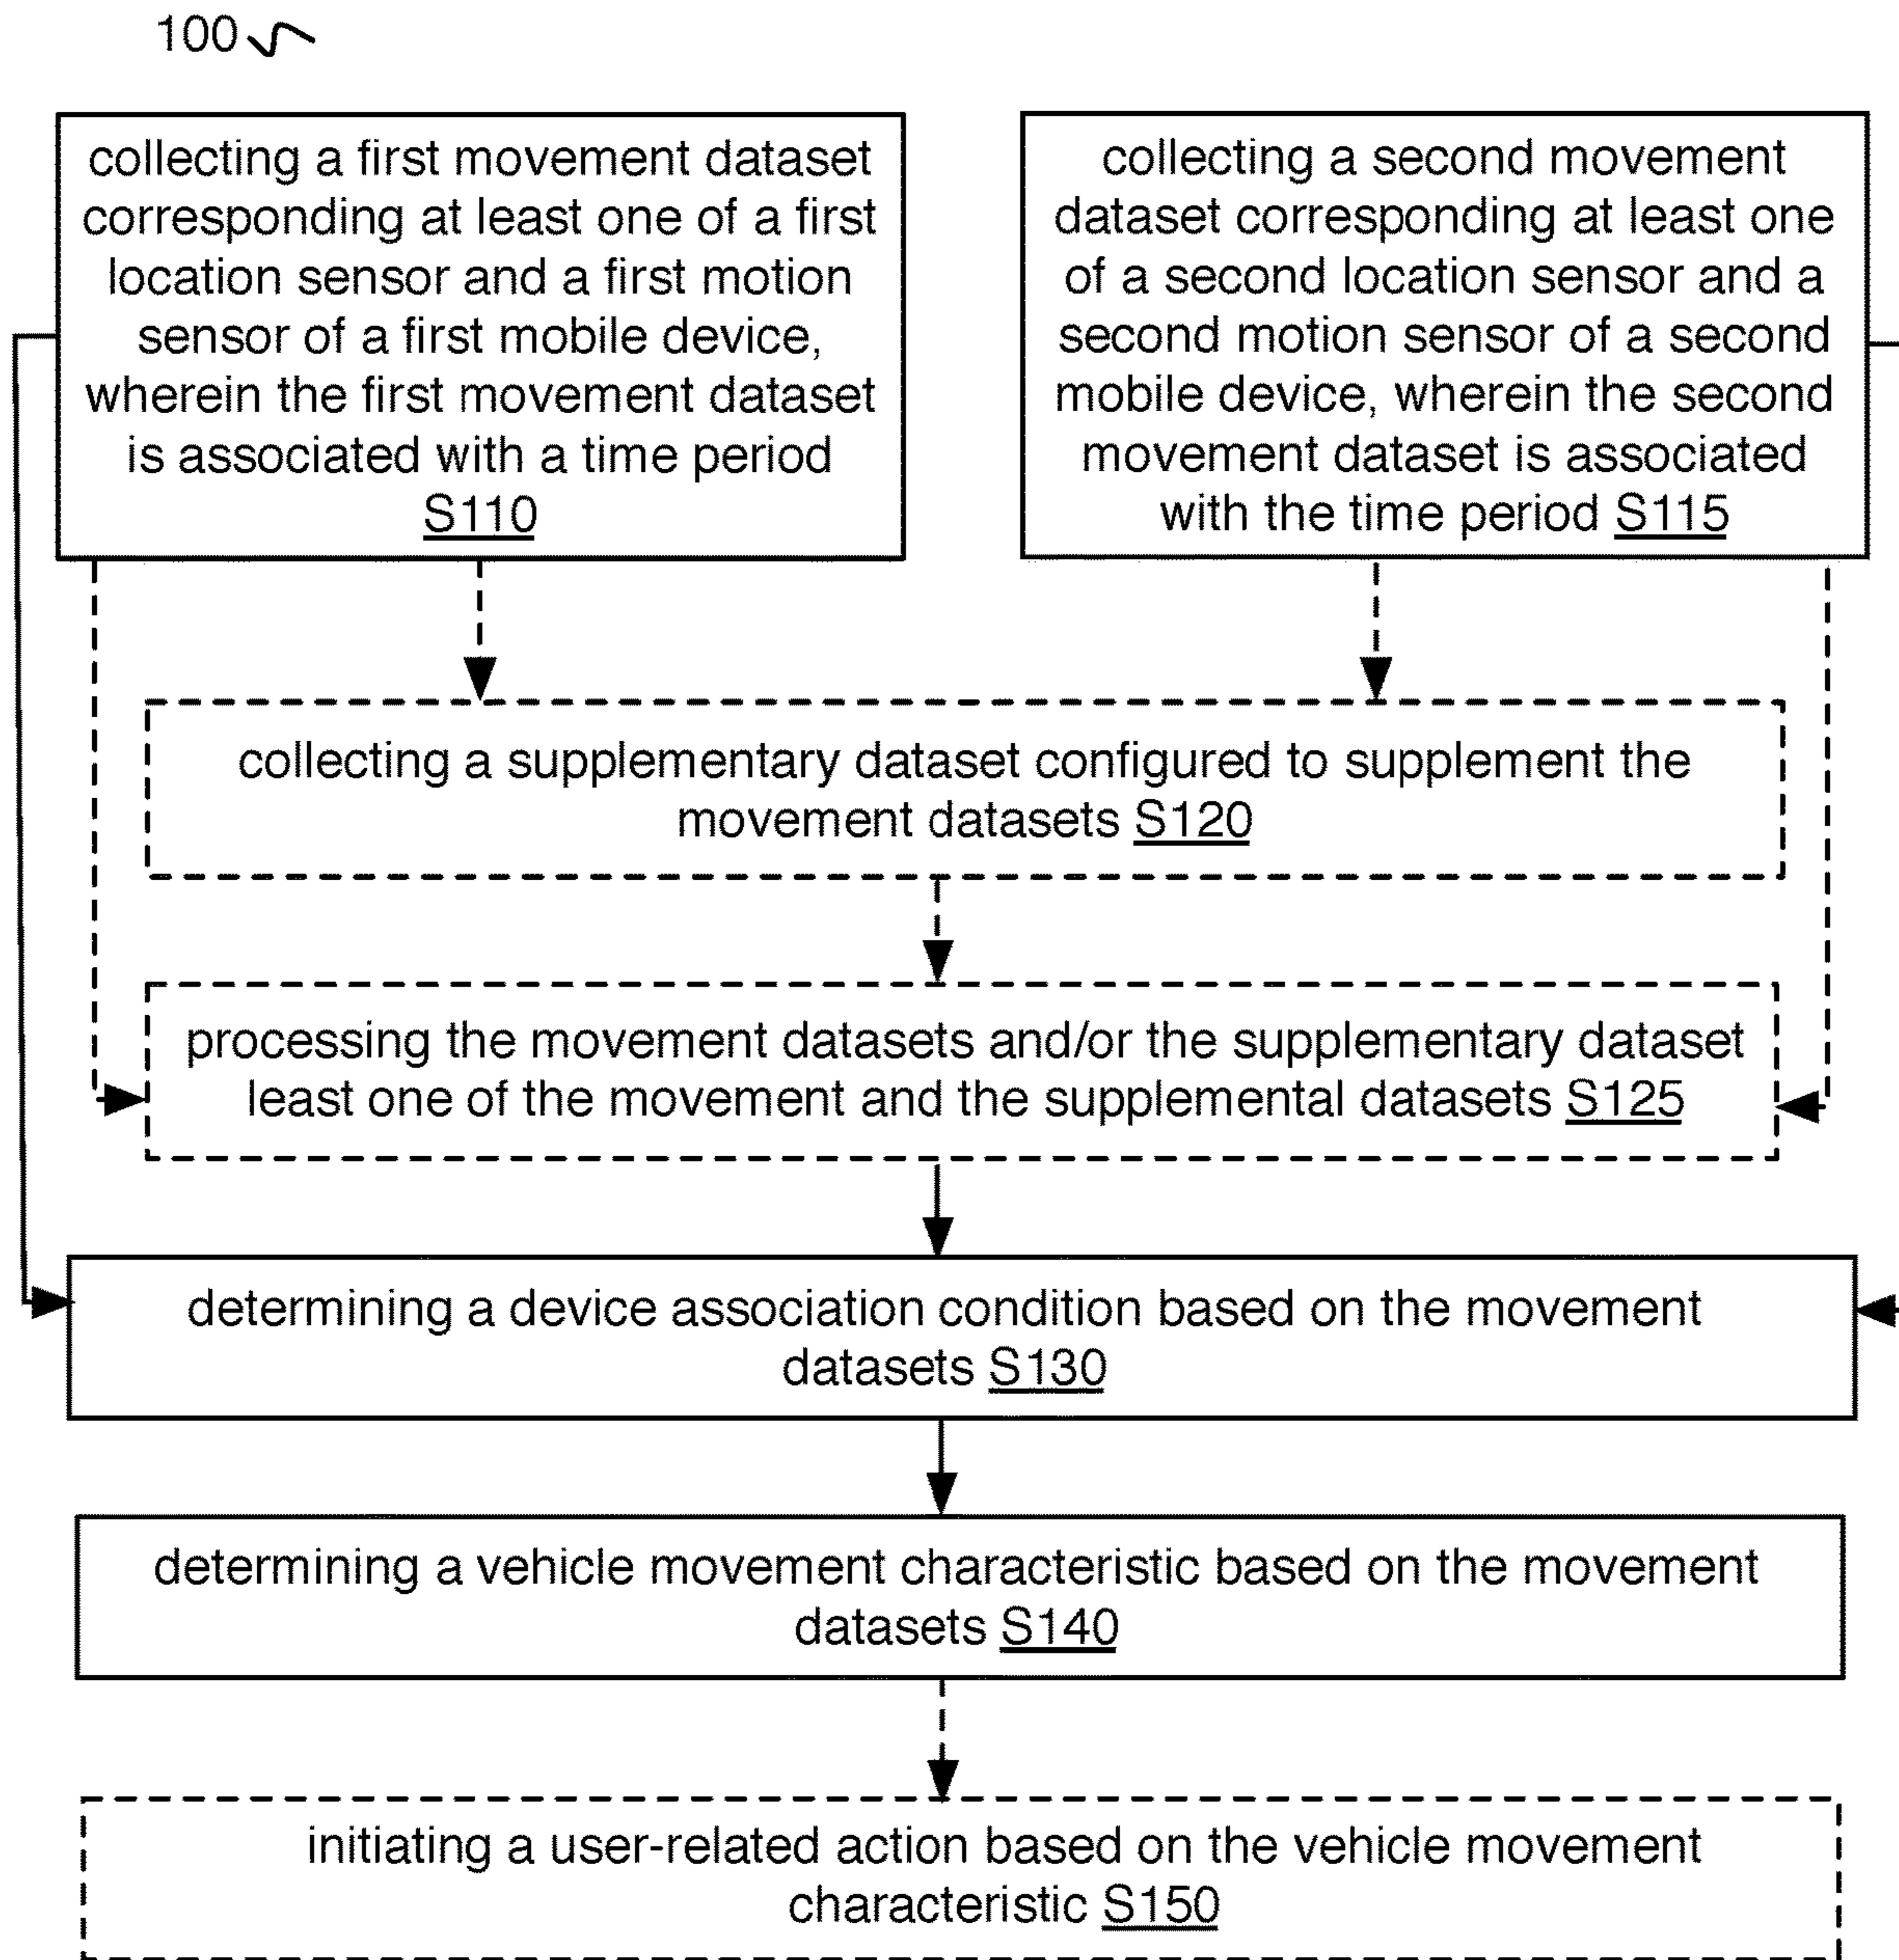 100
collecting a first movement dataset
corresponding at least one of a first
location sensor and a first motion
sensor of a first mobile device,
wherein the first movement dataset
is associated with a time period
S110
collecting a second movement
dataset corresponding at least one
of a second location sensor and a
second motion sensor of a second
mobile device, wherein the second
movement dataset is associated
with the time period S115
collecting a supplementary dataset configured to supplement the
movement datasets S120
processing the movement datasets and/or the supplementary dataset
least one of the movement and the supplemental datasets S125
determining a device association condition based on the movement
datasets S130
determining a vehicle movement characteristic based on the movement
datasets S140
initiating a user-related action based on the vehicle movement
characteristic S150